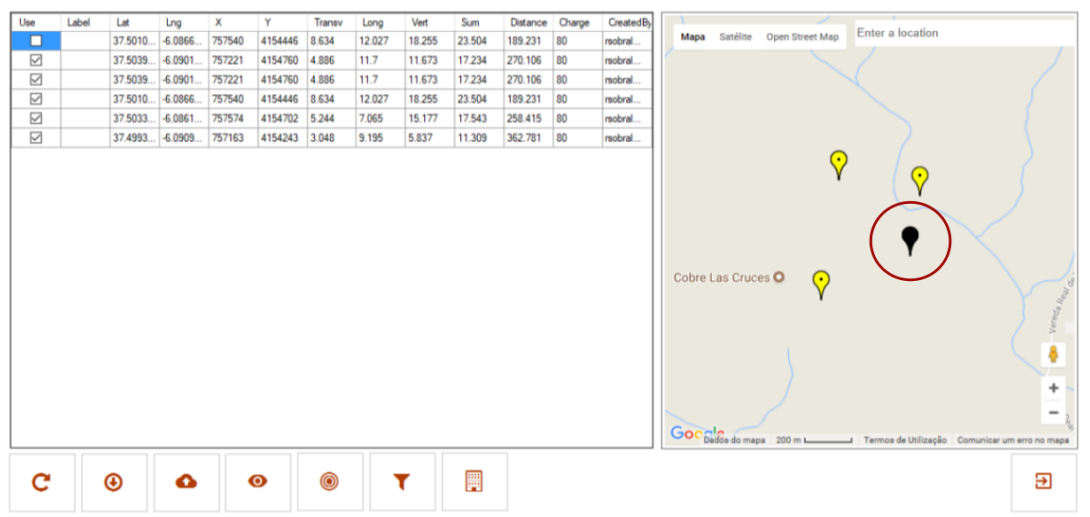 Use Label Lat Lng X Y Transv Long Vert Sum Distance Charge CreatedBy
37.5010... -6.0866... 757540 4154446 8.634 12.027 18.255 23.504 189.231 80 rsobral...
37.5039... -6.0901... 757221 4154760 4.886 11.7 11.673 17.234 270.106 80 rsobral...
37.5039... -6.0901... 757221 4154760 4.886 11.7 11.673 17.234 270.106 80 rsobral...
37.5010... -6.0866... 757540 4154446 8.634 12.027 18.255 23.504 189.231 80 rsobral...
37.5033... -6.0861... 757574 4154702 5.244 7.065 15.177 17.543 258.415 80 rsobral...
37.4993... -6.0909... 757163 4154243 3.048 9.195 5.837 11.309 362.781 80 rsobral...
Mapa Satélite Open Street Map Enter a location
Cobre Las Cruces
Vereda Real de
+
−
Google Dados do mapa 200 m Termos de Utilização Comunicar um erro no mapa